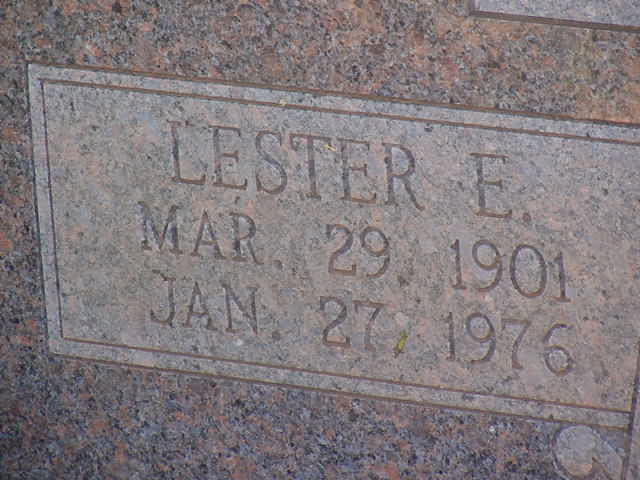 LESTER E.
MAR. 29, 1901
JAN. 27, 1976